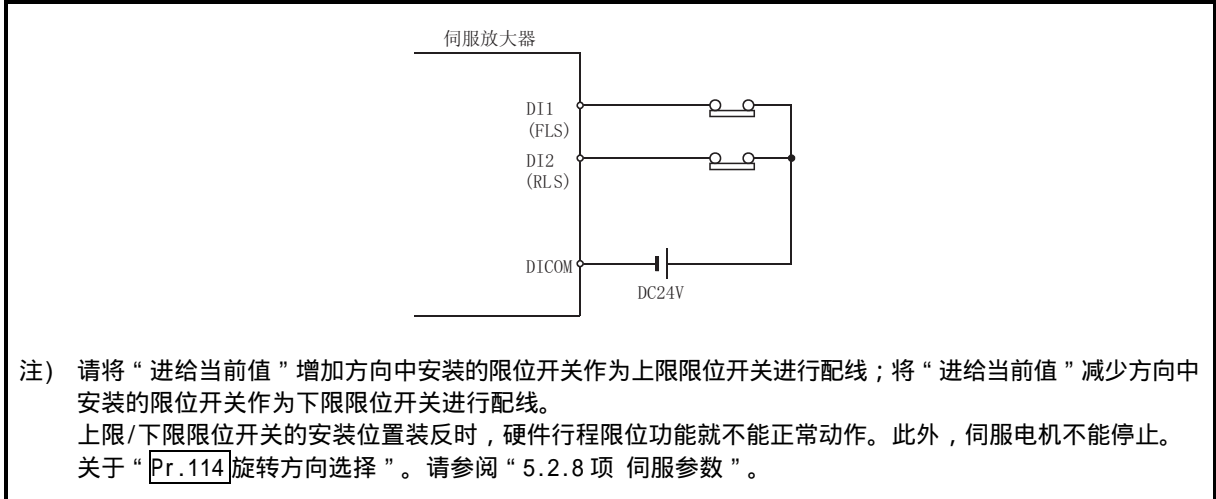 伺服放大器
DI1
(FLS)
DI2
(RLS)
DICOM
DC24V
注) 请将“进给当前值”增加方向中安装的限位开关作为上限限位开关进行配线；将“进给当前值”减少方向中
安装的限位开关作为下限限位开关进行配线。
上限/下限限位开关的安装位置装反时，硬件行程限位功能就不能正常动作。此外，伺服电机不能停止。
关于“Pr.114旋转方向选择”。请参阅“5.2.8项 伺服参数”。